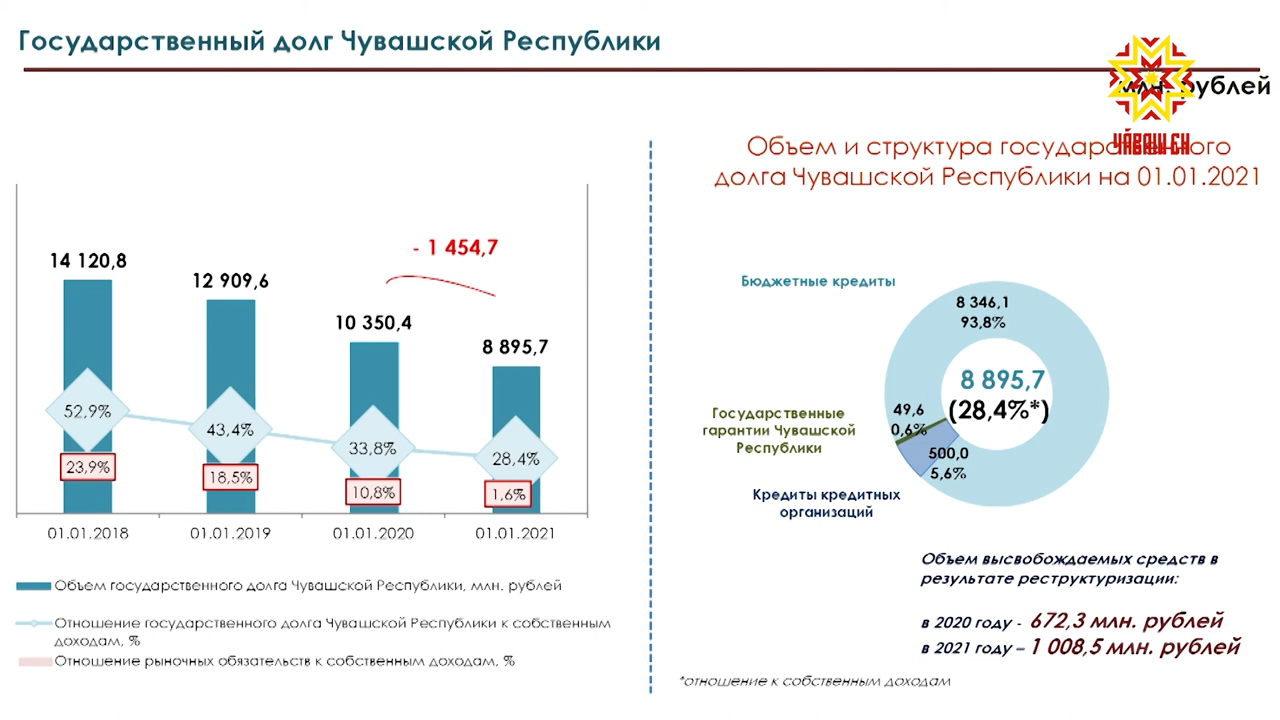 Государственный долг Чувашской Республики
млн. рублей
ЧӐВАШ ЕН
Объем и структура государственного
долга Чувашской Республики на 01.01.2021
- 1 454,7
14 120,8
12 909,6
10 350,4
8 895,7
52,9%
43,4%
33,8%
28,4%
23,9%
18,5%
10,8%
1,6%
01.01.2018
01.01.2019
01.01.2020
01.01.2021
Объем государственного долга Чувашской Республики, млн. рублей
Отношение государственного долга Чувашской Республики к собственным
доходам, %
Отношение рыночных обязательств к собственным доходам, %
Бюджетные кредиты
8 346,1
93,8%
8 895,7
(28,4%*)
Государственные
гарантии Чувашской
Республики
49,6
0,6%
500,0
5,6%
Кредиты кредитных
организаций
Объем высвобождаемых средств в
результате реструктуризации:
в 2020 году - 672,3 млн. рублей
в 2021 году – 1 008,5 млн. рублей
*отношение к собственным доходам